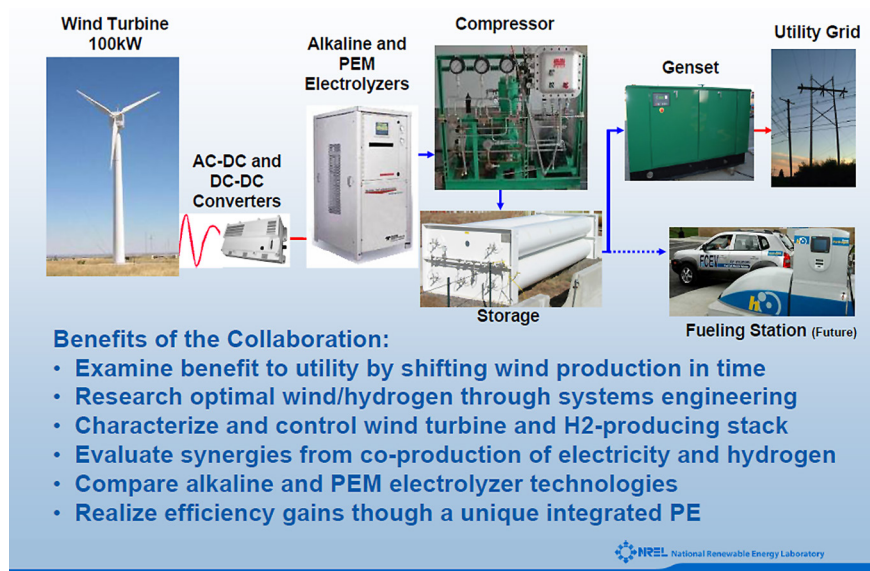 Wind Turbine
100kW
Alkaline and
PEM
Electrolyzers
Compressor
Utility Grid
Genset
AC-DC and
DC-DC
Converters
Storage
FCEV
Fueling Station (Future)
Benefits of the Collaboration:
• Examine benefit to utility by shifting wind production in time
• Research optimal wind/hydrogen through systems engineering
• Characterize and control wind turbine and H2-producing stack
• Evaluate synergies from co-production of electricity and hydrogen
• Compare alkaline and PEM electrolyzer technologies
• Realize efficiency gains though a unique integrated PE
NREL National Renewable Energy Laboratory